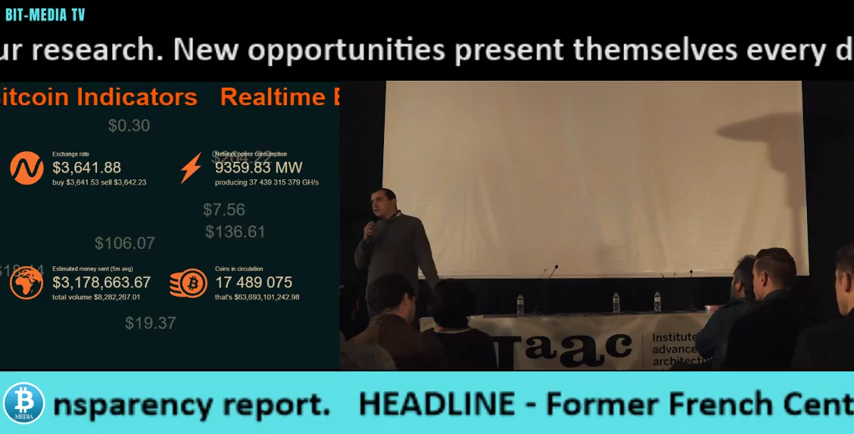 BIT-MEDIA TV
ur research. New opportunities present themselves every d
itcoin Indicators Realtime
$0.30
Exchange rate
$3,641.88
buy $3,641.53 sell $3,642.23
Network power consumption
9359.83 MW
producing 37 439 315 379 GH/s
$7.56
$136.61
$106.07
Estimated money sent (5m avg)
$3,178,663.67
total volume $8,282,267.01
Coins in circulation
17 489 075
that's $63,693,101,242.98
$19.37
Iaac
Institute
advance
architect
B
MEDIA
nsparency report. HEADLINE - Former French Cent